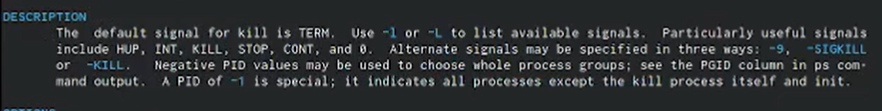 DESCRIPTION
The default signal for kill is TERM. Use -l or -L to list available signals. Particularly useful signals
include HUP, INT, KILL, STOP, CONT, and 0. Alternate signals may be specified in three ways: -9, -SIGKILL
or -KILL. Negative PID values may be used to choose whole process groups; see the PGID column in ps com-
mand output. A PID of -1 is special; it indicates all processes except the kill process itself and init.